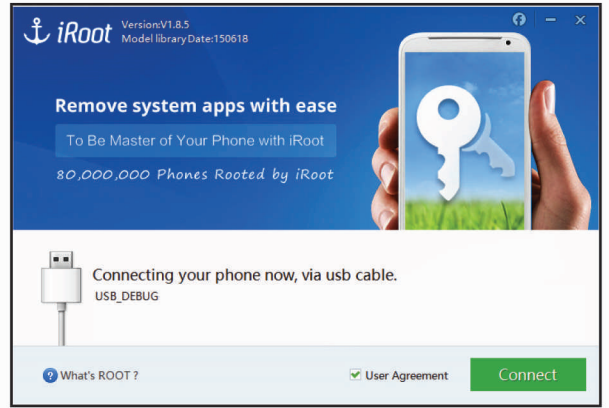 iRoot
Version:V1.8.5
Model library Date:150618
Remove system apps with ease
To Be Master of Your Phone with iRoot
80,000,000 Phones Rooted by iRoot
Connecting your phone now, via usb cable.
USB_DEBUG
? What's ROOT ?
User Agreement
Connect